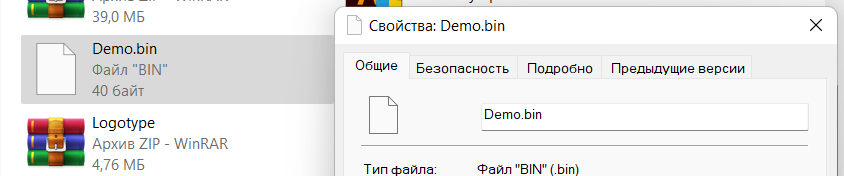 39,0 МБ
Demo.bin
Файл "BIN"
40 байт
Logotype
Архив ZIP - WinRAR
4,76 МБ
Свойства: Demo.bin
Общие Безопасность Подробно Предыдущие версии
Demo.bin
Тип файла: Файл "BIN" (.bin)